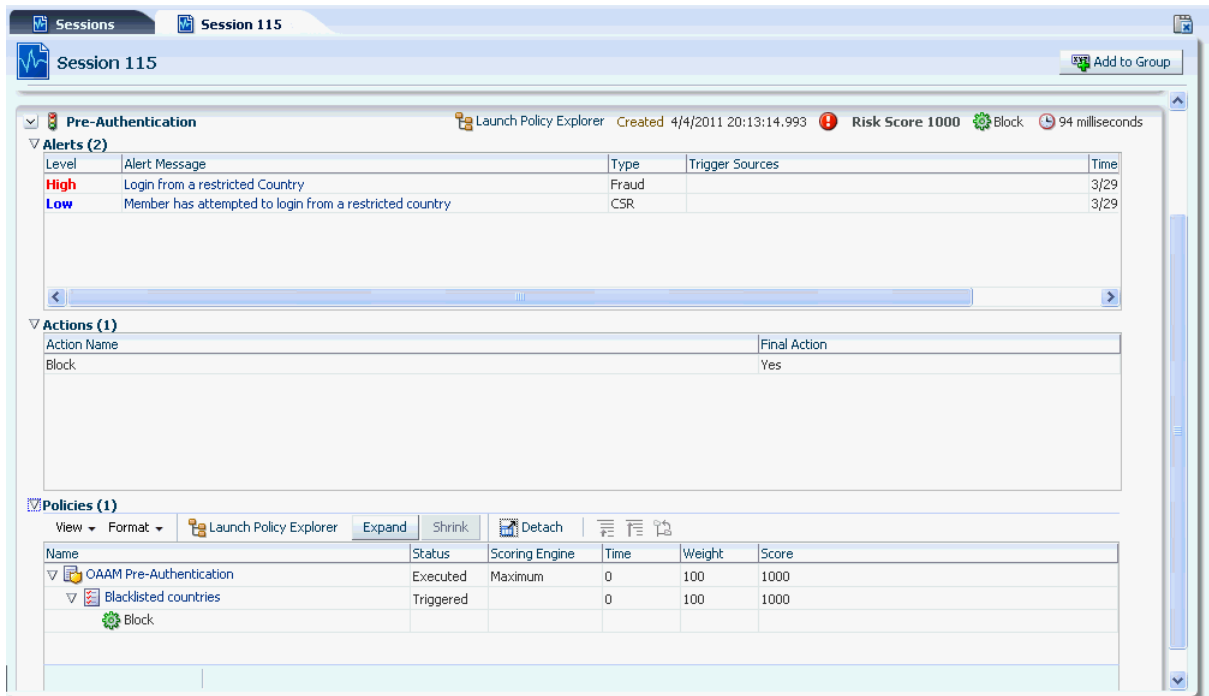 Sessions Session 115
Session 115 Add to Group
Pre-Authentication Launch Policy Explorer Created 4/4/2011 20:13:14.993 Risk Score 1000 Block 94 milliseconds
Alerts (2)
Level Alert Message Type Trigger Sources Time
High Login from a restricted Country Fraud 3/29
Low Member has attempted to login from a restricted country CSR 3/29
Actions (1)
Action Name Final Action
Block Yes
Policies (1)
View Format Launch Policy Explorer Expand Shrink Detach
Name Status Scoring Engine Time Weight Score
OAAM Pre-Authentication Executed Maximum 0 100 1000
Blacklisted countries Triggered 0 100 1000
Block